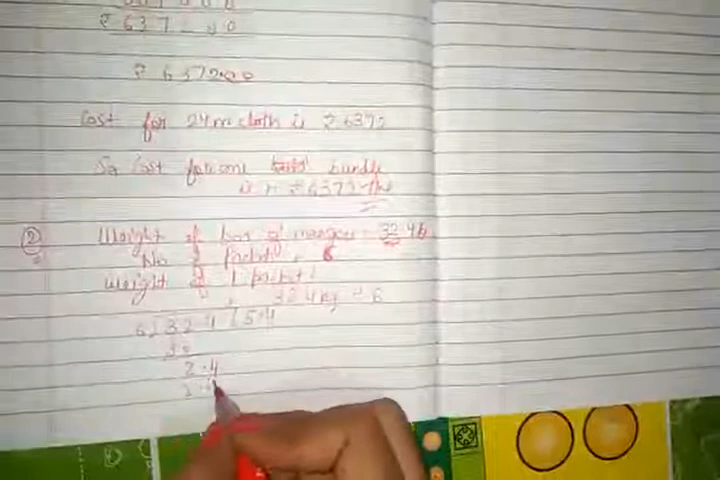 ₹ 637 _ 00
₹ 637200
Cost for 24m cloth is ₹6372
So Cost for one bundle
is = ₹6372
② Weight of box of mangoes = 32.4
No of packets = 6
Weight of 1 packet =
32.4 kg ÷ 6
6) 32.4 (5.4
30
2.4
2.4